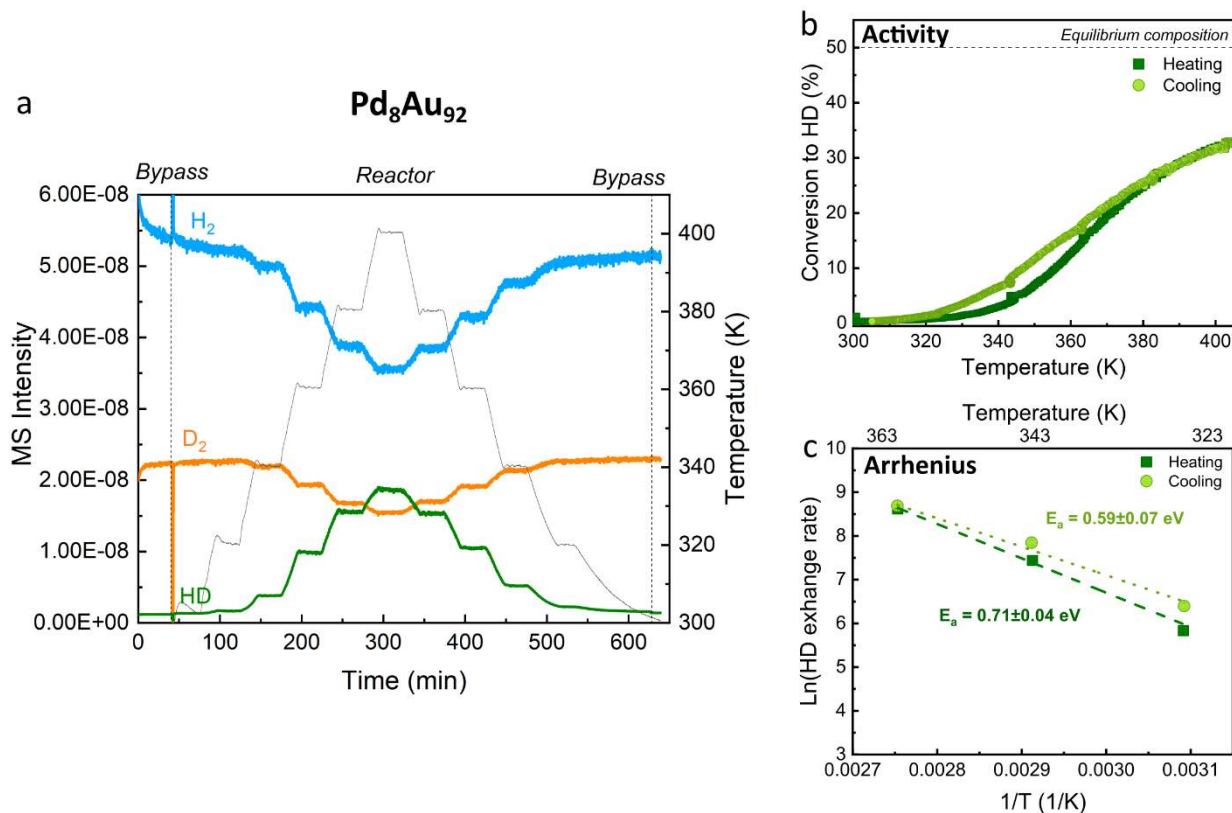 a
Pd₈Au₉₂
Bypass
Reactor
Bypass
6.00E-08
5.00E-08
4.00E-08
3.00E-08
2.00E-08
1.00E-08
0.00E+00
MS Intensity
H₂
D₂
HD
400
380
360
340
320
300
Temperature (K)
0 100 200 300 400 500 600
Time (min)
b
Activity
Equilibrium composition
Heating
Cooling
60
50
40
30
20
10
0
Conversion to HD (%)
300 320 340 360 380 400
Temperature (K)
c
Temperature (K)
363 343 323
Arrhenius
Heating
Cooling
Eₐ = 0.59±0.07 eV
Eₐ = 0.71±0.04 eV
10
9
8
7
6
5
4
3
Ln(HD exhange rate)
0.0027 0.0028 0.0029 0.0030 0.0031
1/T (1/K)